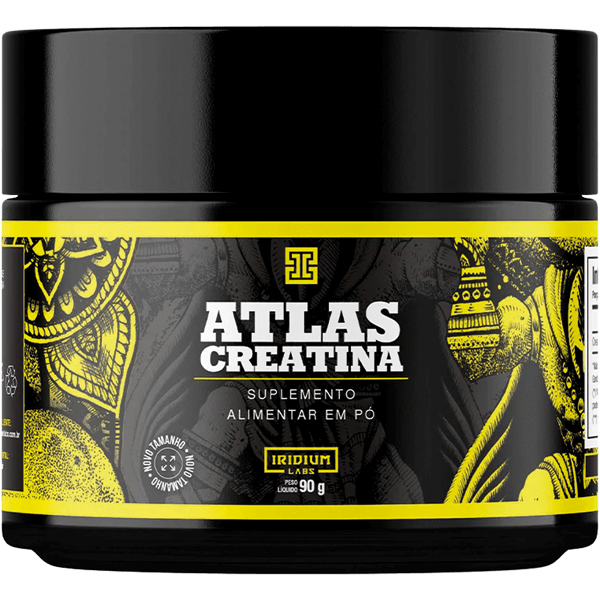 ATLAS
CREATINA
SUPLEMENTO
ALIMENTAR EM PÓ
NOVO TAMANHO • NOVO TAMANHO •
IRIDIUM
LABS
PESO
LÍQUIDO 90 g